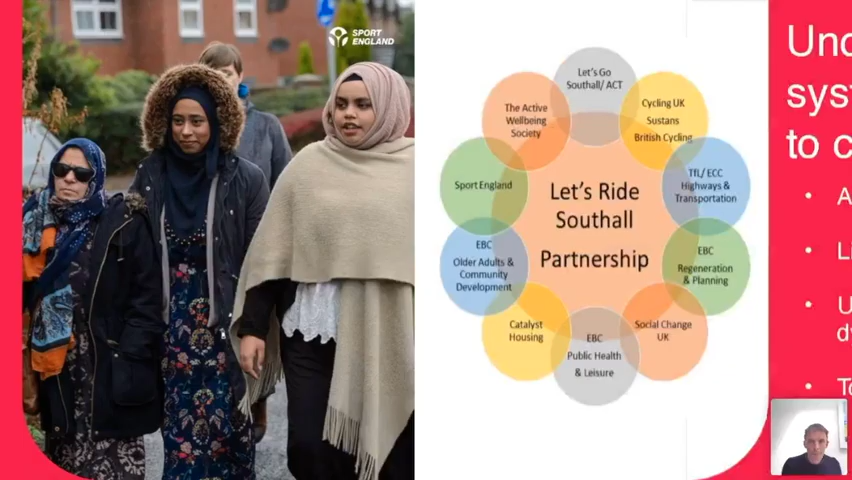 SPORT
ENGLAND
Let's Go
Southall/ ACT
Cycling UK
Sustans
British Cycling
TfL/ ECC
Highways &
Transportation
EBC
Regeneration
& Planning
Social Change
UK
EBC
Public Health
& Leisure
Catalyst
Housing
EBC
Older Adults &
Community
Development
Sport England
The Active
Wellbeing
Society
Let's Ride
Southall
Partnership
syst
to c